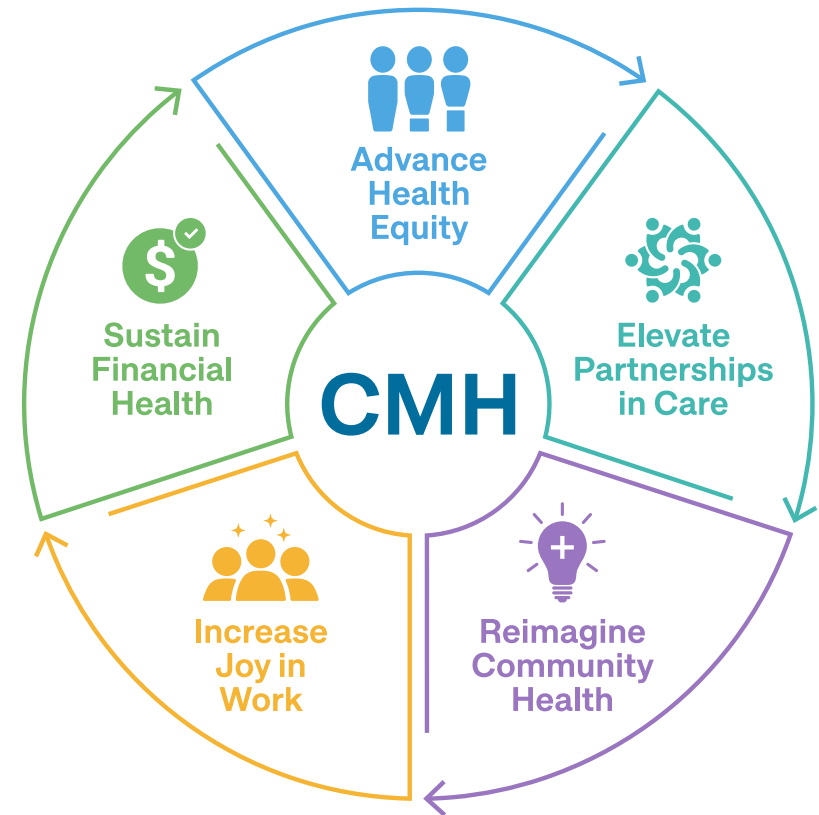 Advance
Health
Equity
Elevate
Partnerships
in Care
Reimagine
Community
Health
Increase
Joy in
Work
$
Sustain
Financial
Health
CMH